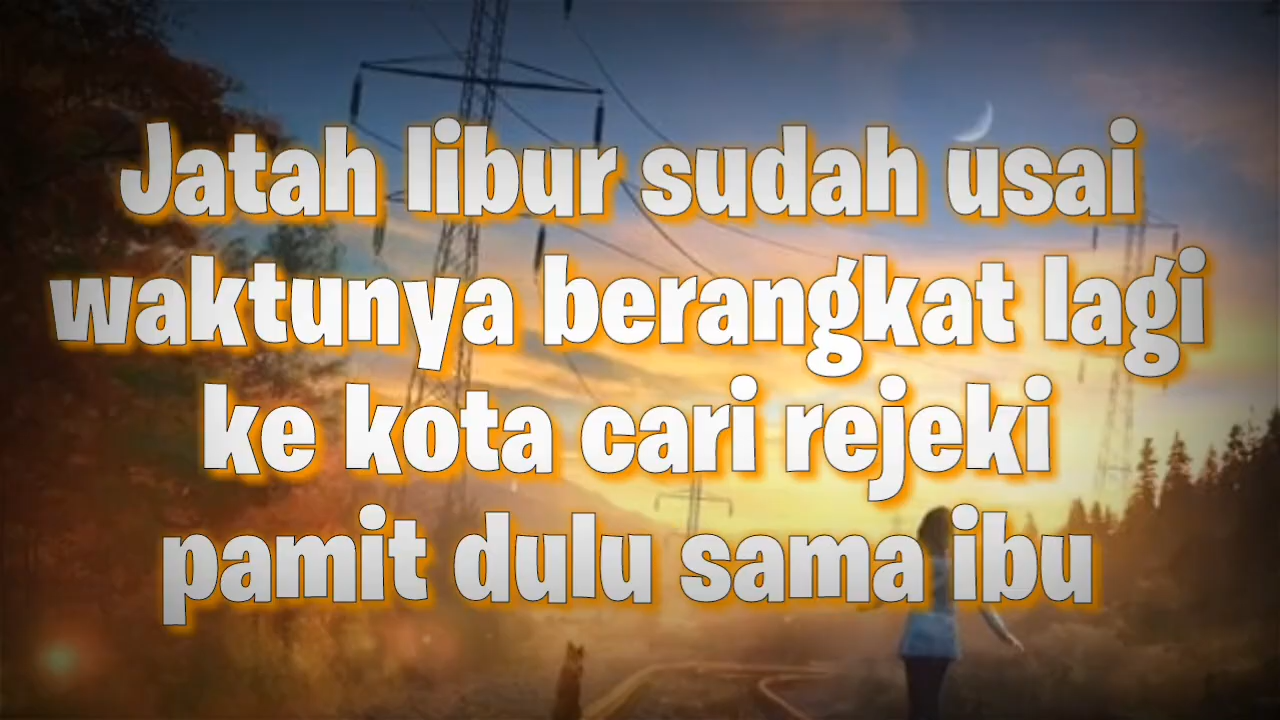 Jatah libur sudah usai
waktunya berangkat lagi
ke kota cari rejeki
pamit dulu sama ibu